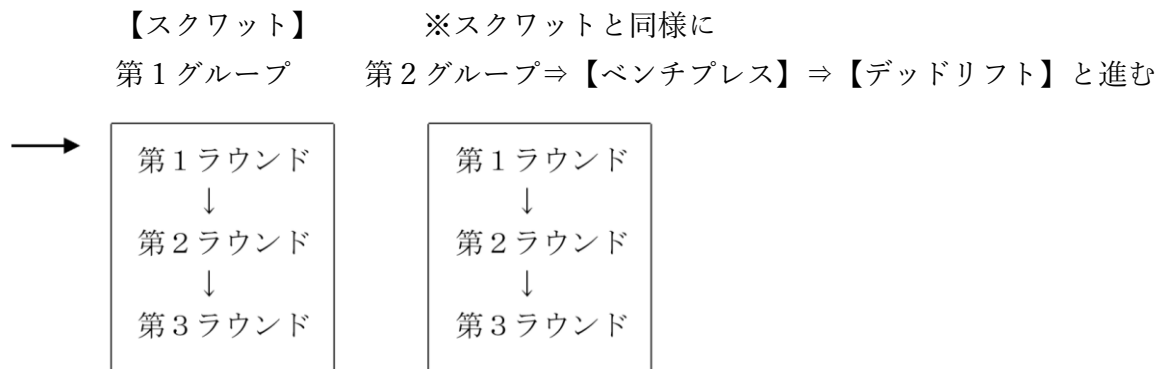 【スクワット】　※スクワットと同様に
第１グループ　第２グループ⇒【ベンチプレス】⇒【デッドリフト】と進む
第１ラウンド
↓
第２ラウンド
↓
第３ラウンド
第１ラウンド
↓
第２ラウンド
↓
第３ラウンド